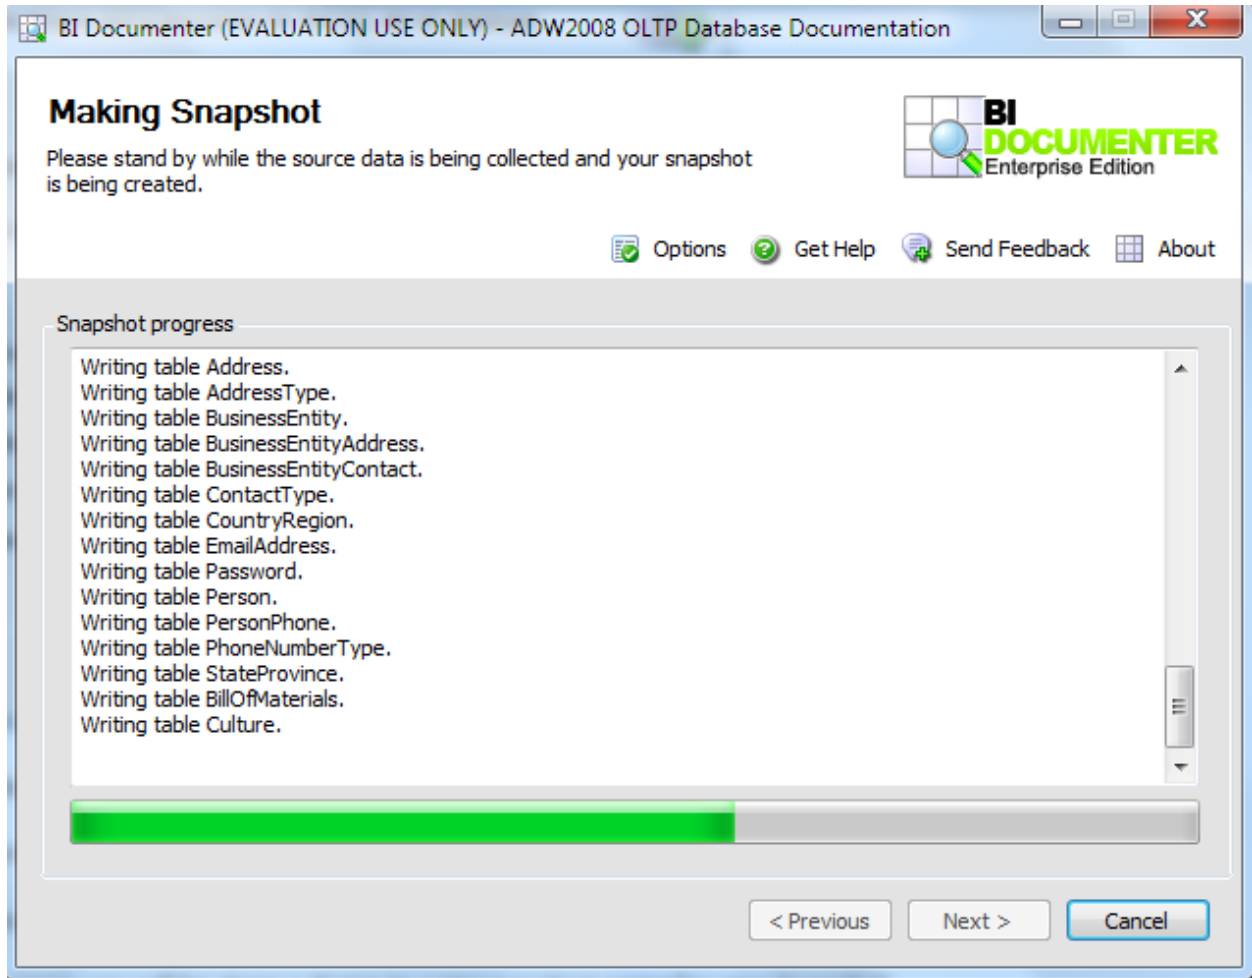 BI Documenter (EVALUATION USE ONLY) - ADW2008 OLTP Database Documentation
Making Snapshot
Please stand by while the source data is being collected and your snapshot
is being created.
BI
DOCUMENTER
Enterprise Edition
Options Get Help Send Feedback About
Snapshot progress
Writing table Address.
Writing table AddressType.
Writing table BusinessEntity.
Writing table BusinessEntityAddress.
Writing table BusinessEntityContact.
Writing table ContactType.
Writing table CountryRegion.
Writing table EmailAddress.
Writing table Password.
Writing table Person.
Writing table PersonPhone.
Writing table PhoneNumberType.
Writing table StateProvince.
Writing table BillOfMaterials.
Writing table Culture.
< Previous Next > Cancel